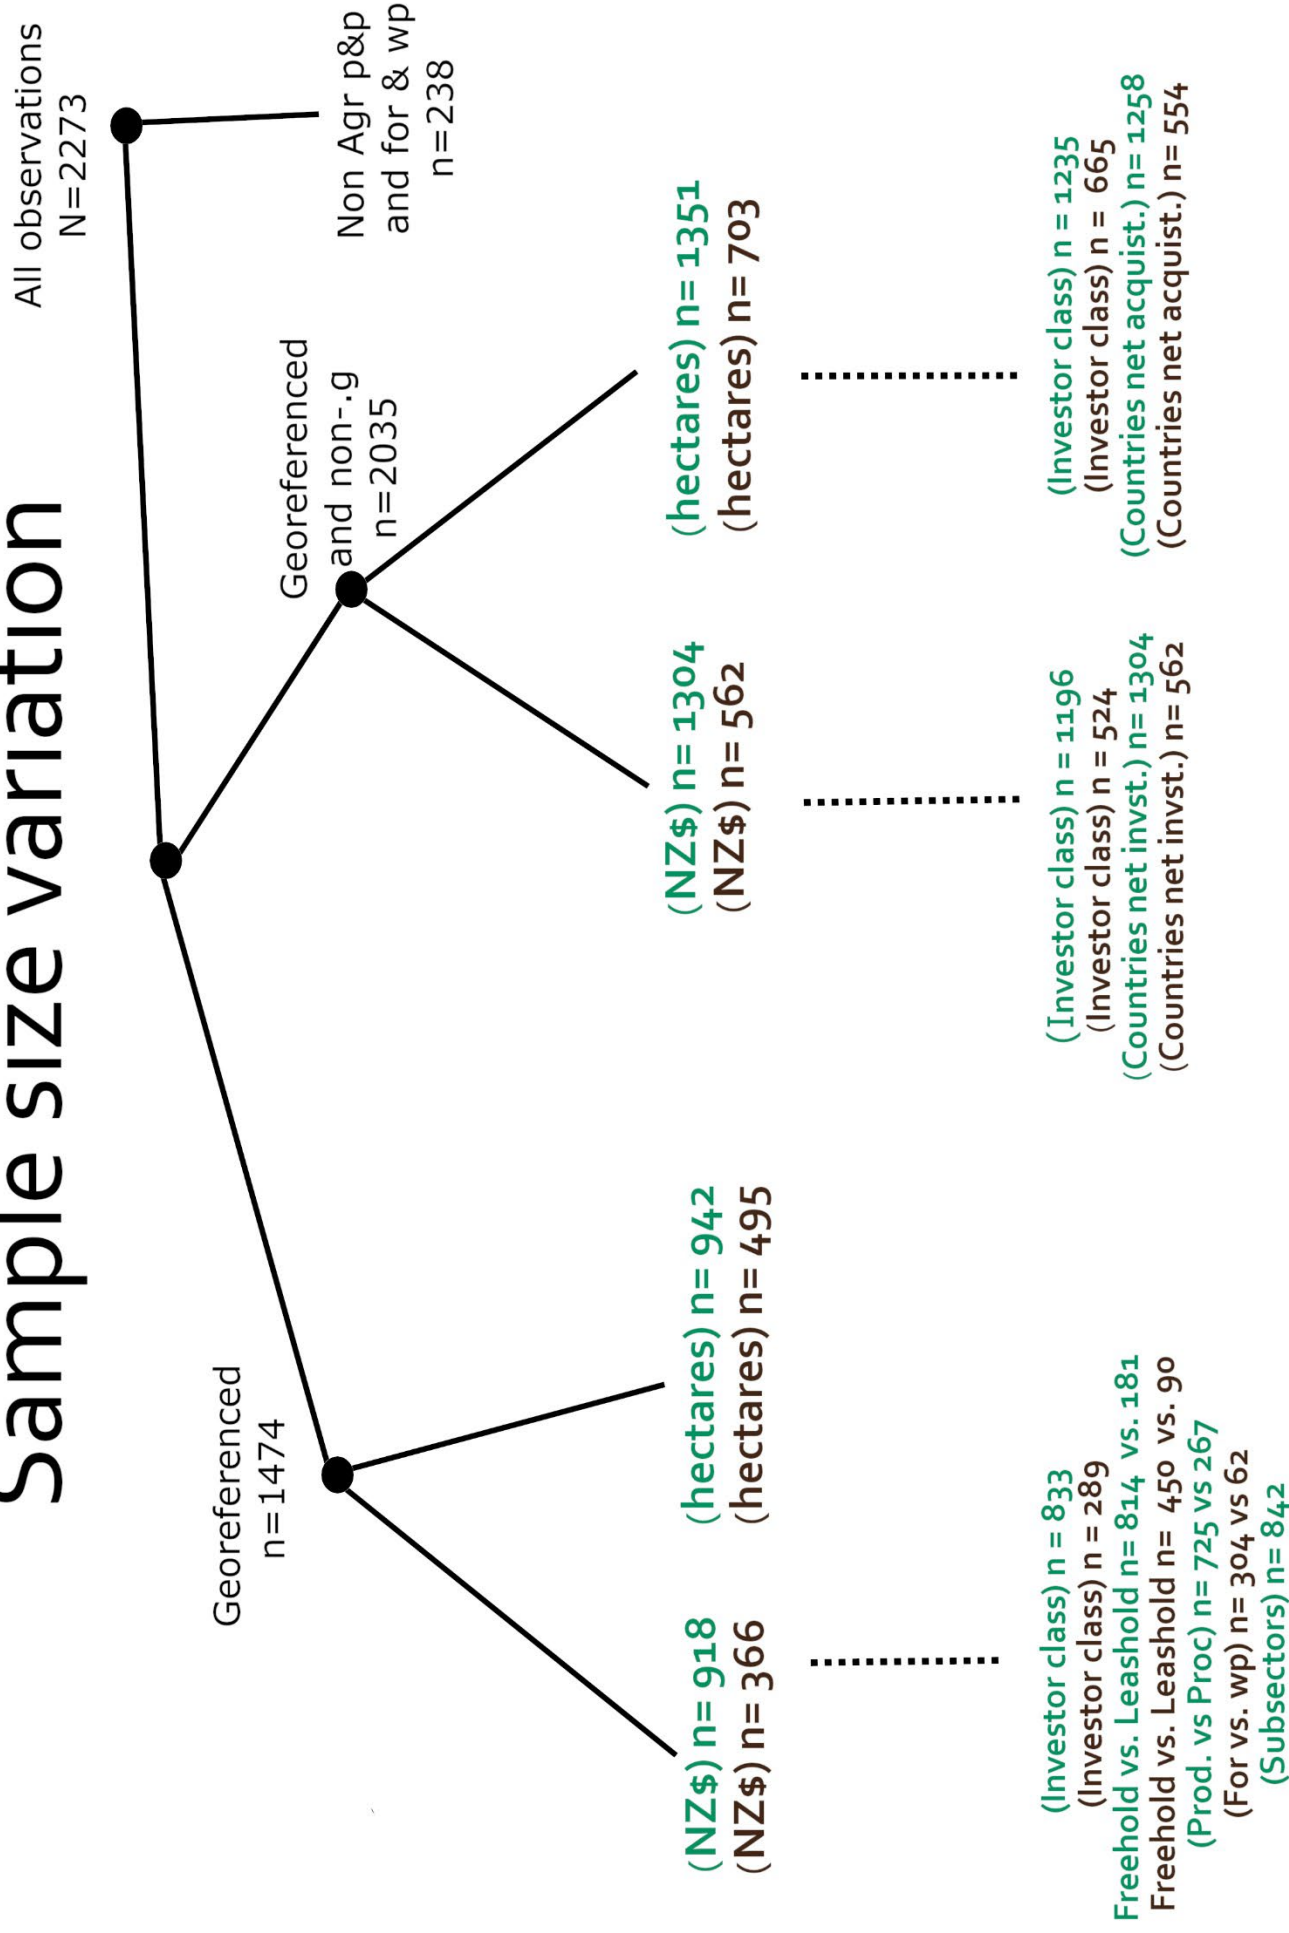 Sample size variation
All observations
N=2273
Non Agr p&p
and for & wp
n=238
Georeferenced
n=1474
Georeferenced
and non-.g
n=2035
(NZ$) n= 918
(NZ$) n= 366
(hectares) n= 942
(hectares) n= 495
(NZ$) n= 1304
(NZ$) n= 562
(hectares) n= 1351
(hectares) n= 703
(Investor class) n = 833
(Investor class) n = 289
Freehold vs. Leashold n= 814 vs. 181
Freehold vs. Leashold n= 450 vs. 90
(Prod. vs Proc) n= 725 vs 267
(For vs. wp) n= 304 vs 62
(Subsectors) n= 842
(Investor class) n = 1196
(Investor class) n = 524
(Countries net invst.) n= 1304
(Countries net invst.) n= 562
(Investor class) n = 1235
(Investor class) n = 665
(Countries net acquist.) n= 1258
(Countries net acquist.) n= 554